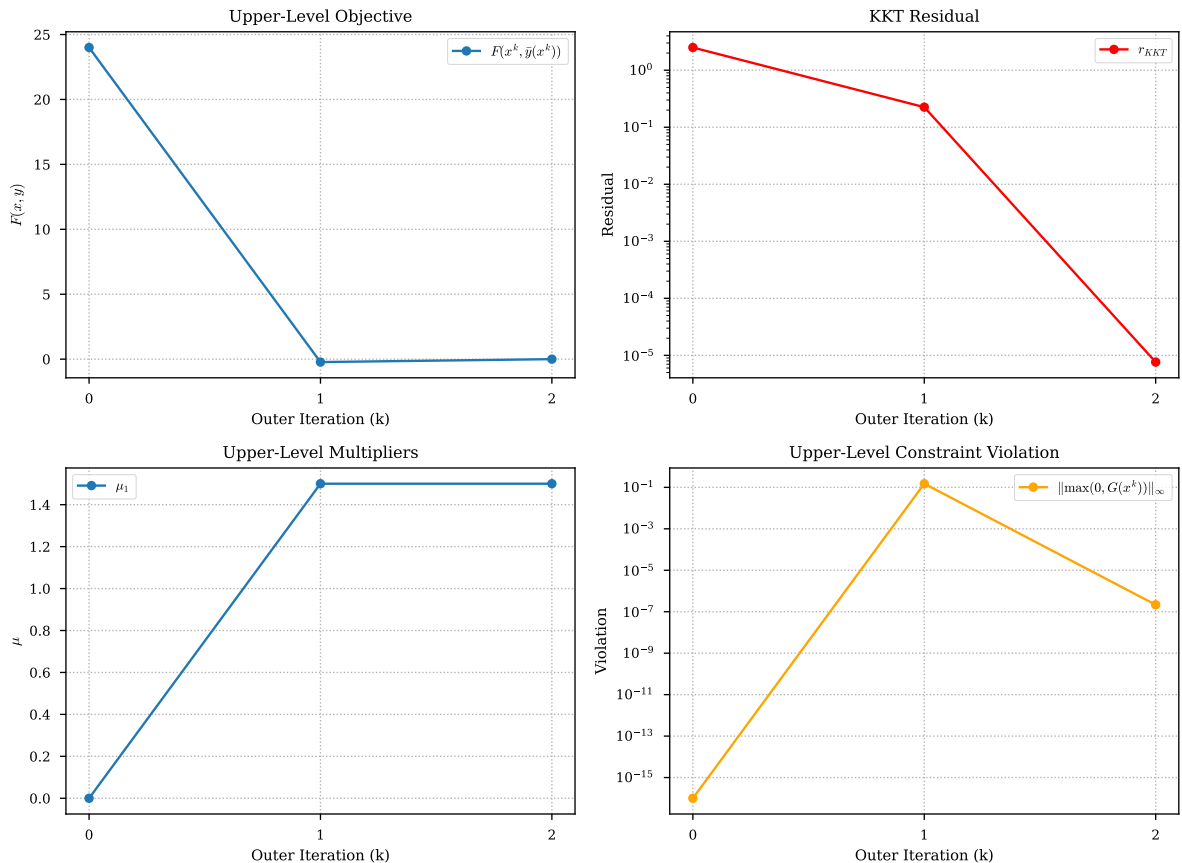 Upper-Level Objective
25
20
15
10
5
0
F(x, y)
F(x^k, ȳ(x^k))
0 1 2
Outer Iteration (k)
KKT Residual
10^0
10^−1
10^−2
10^−3
10^−4
10^−5
Residual
r_KKT
0 1 2
Outer Iteration (k)
Upper-Level Multipliers
1.4
1.2
1.0
0.8
0.6
0.4
0.2
0.0
μ
μ_1
0 1 2
Outer Iteration (k)
Upper-Level Constraint Violation
10^−1
10^−3
10^−5
10^−7
10^−9
10^−11
10^−13
10^−15
Violation
‖max(0, G(x^k))‖_∞
0 1 2
Outer Iteration (k)